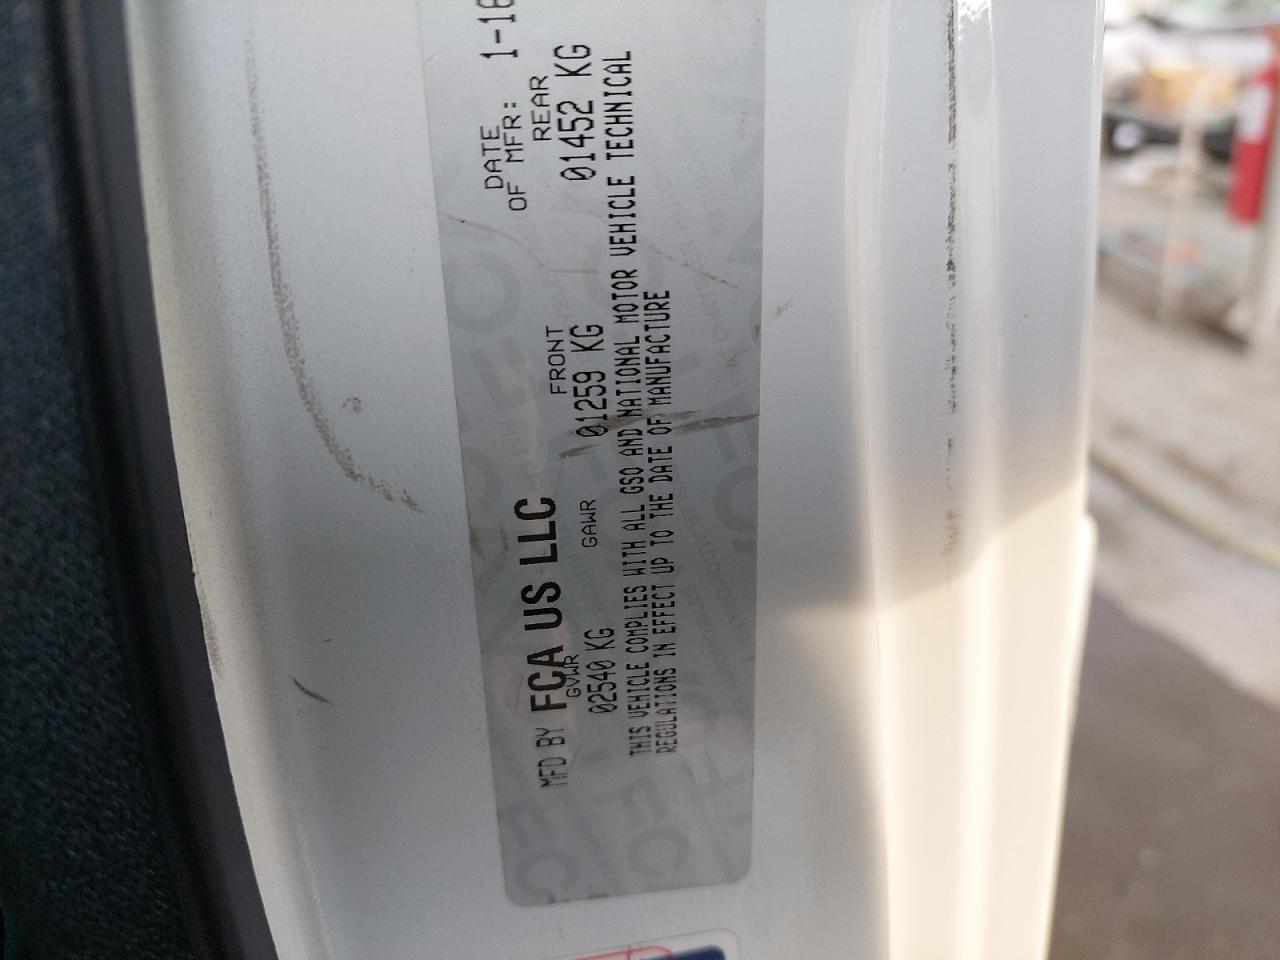 MFD BY FCA US LLC
DATE
OF MFR: 1-16
GVWR
02540 KG
GAWR
FRONT
01259 KG
REAR
01452 KG
THIS VEHICLE COMPLIES WITH ALL GSO AND NATIONAL MOTOR VEHICLE TECHNICAL
REGULATIONS IN EFFECT UP TO THE DATE OF MANUFACTURE